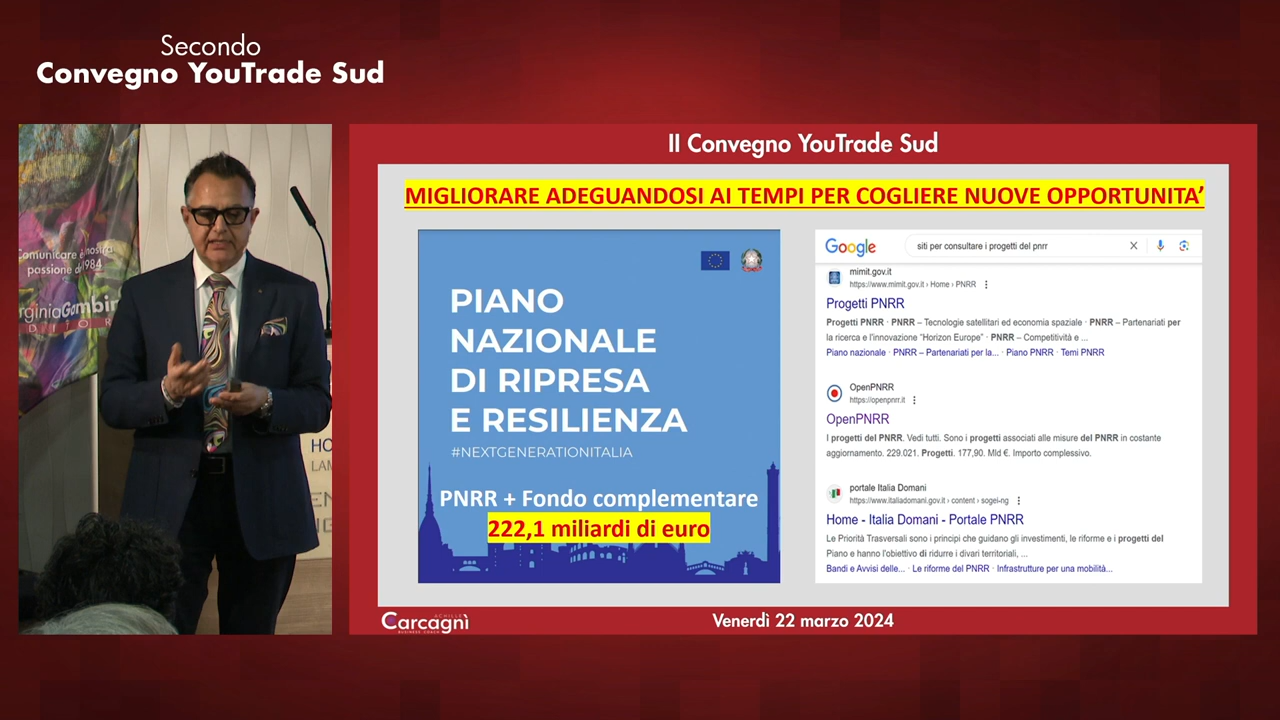 Secondo
Convegno YouTrade Sud
Comunicare è nostra
passione dal 1984
II Convegno YouTrade Sud
MIGLIORARE ADEGUANDOSI AI TEMPI PER COGLIERE NUOVE OPPORTUNITA’
PIANO
NAZIONALE
DI RIPRESA
E RESILIENZA
#NEXTGENERATIONITALIA
PNRR + Fondo complementare
222,1 miliardi di euro
Google
siti per consultare i progetti del pnrr
mimit.gov.it
https://www.mimit.gov.it › Home › PNRR
Progetti PNRR
Progetti PNRR · PNRR – Tecnologie satellitari ed economia spaziale · PNRR – Partenariati per
la ricerca e l'innovazione "Horizon Europe" · PNRR – Competitività e ...
Piano nazionale · PNRR – Partenariati per la... · Piano PNRR · Temi PNRR
OpenPNRR
https://openpnrr.it
OpenPNRR
I progetti del PNRR. Vedi tutti. Sono i progetti associati alle misure del PNRR in costante
aggiornamento. 229.021. Progetti. 177,90. Mld €. Importo complessivo.
portale Italia Domani
https://www.italiadomani.gov.it › content › sogei-ng
Home - Italia Domani - Portale PNRR
Le Priorità Trasversali sono i principi che guidano gli investimenti, le riforme e i progetti del
Piano e hanno l'obiettivo di ridurre i divari territoriali, ...
Bandi e Avvisi delle... · Le riforme del PNRR · Infrastrutture per una mobilità...
ACHILLE
Carcagnì
BUSINESS COACH
Venerdì 22 marzo 2024